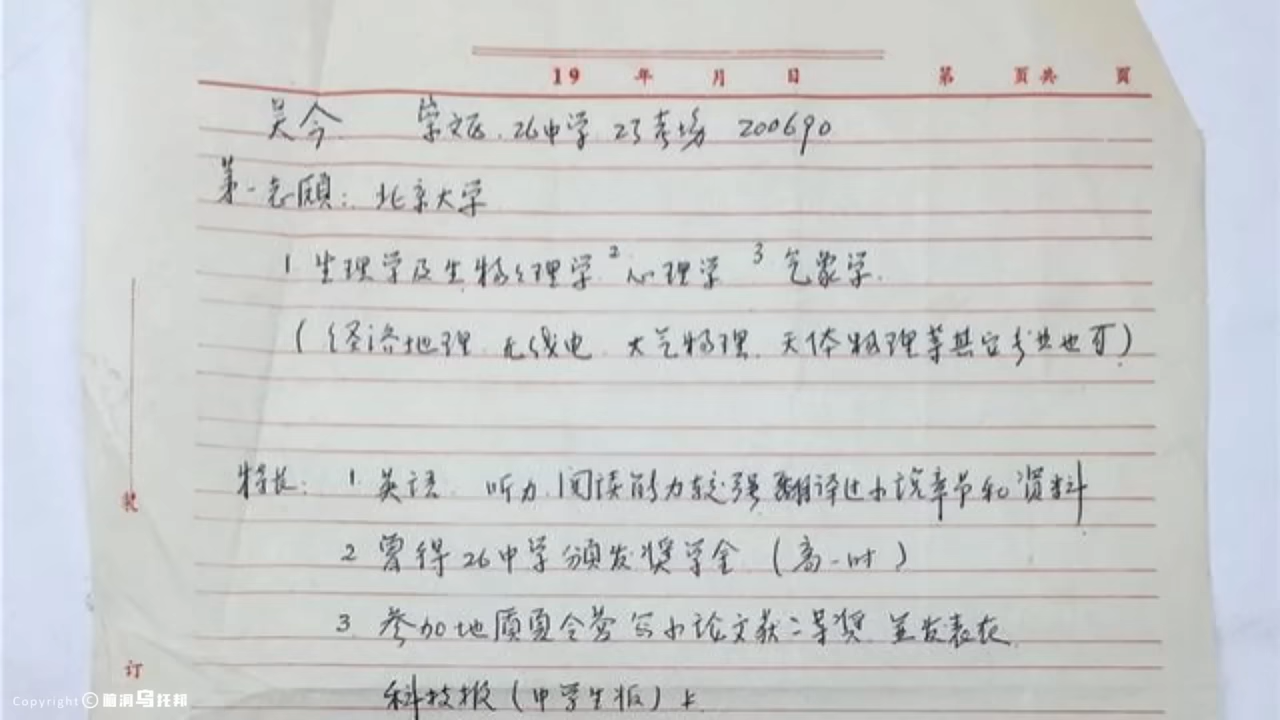 19 年 月 日 第 页共 页
吴今 崇文区 26中学 23考场 200690
第一志愿：北京大学
1 生理学及生物物理学 2 心理学 3 气象学
（经济地理 无线电 大气物理 天体物理等其它专业也可）
特长：1 英语 听力 阅读能力较强 翻译过小说章节和资料
2 曾得26中学颁发奖学金（高一时）
3 参加地质夏令营写小论文获二等奖 并发表在
科技报（中学生版）上
装
订
Copyright © 脑洞乌托邦